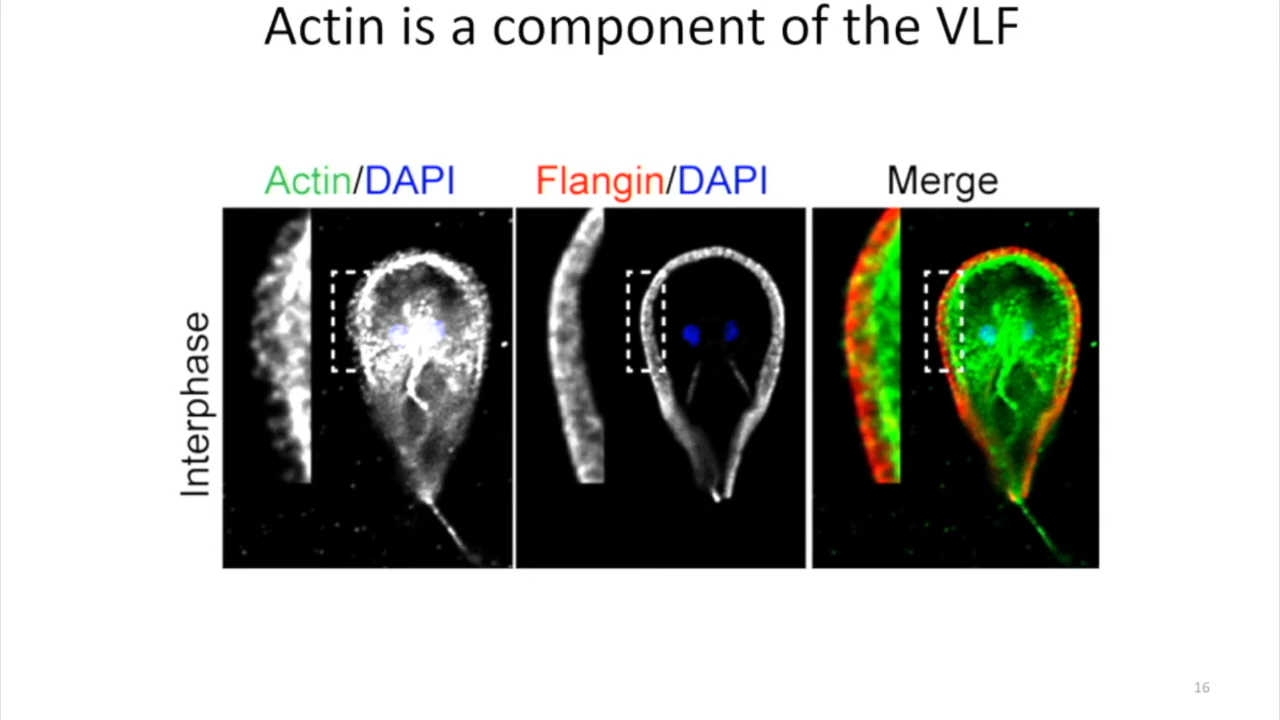 Actin is a component of the VLF
Actin/DAPI
Flangin/DAPI
Merge
Interphase
16